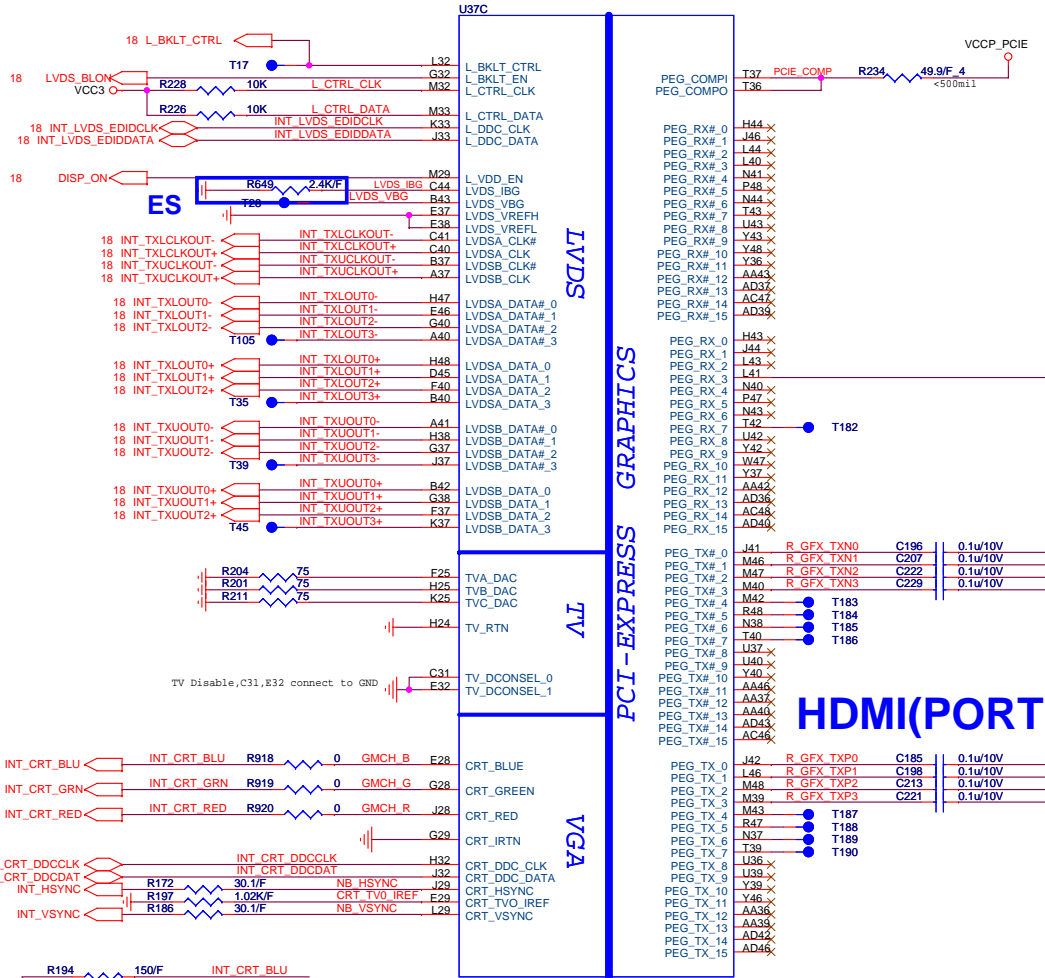 U37C
18 L_BKLT_CTRL
T17
L32 L_BKLT_CTRL
18 LVDS_BLON
G32 L_BKLT_EN
VCC3 R228 10K L_CTRL_CLK M32 L_CTRL_CLK
R226 10K L_CTRL_DATA M33 L_CTRL_DATA
18 INT_LVDS_EDIDCLK INT_LVDS_EDIDCLK K33 L_DDC_CLK
18 INT_LVDS_EDIDDATA INT_LVDS_EDIDDATA J33 L_DDC_DATA
18 DISP_ON M29 L_VDD_EN
R649 2.4K/F LVDS_IBG C44 LVDS_IBG
ES
T28 LVDS_VBG B43 LVDS_VBG
E37 LVDS_VREFH
E38 LVDS_VREFL
18 INT_TXLCLKOUT- INT_TXLCLKOUT- C41 LVDSA_CLK#
18 INT_TXLCLKOUT+ INT_TXLCLKOUT+ C40 LVDSA_CLK
18 INT_TXUCLKOUT- INT_TXUCLKOUT- B37 LVDSB_CLK#
18 INT_TXUCLKOUT+ INT_TXUCLKOUT+ A37 LVDSB_CLK
18 INT_TXLOUT0- INT_TXLOUT0- H47 LVDSA_DATA#_0
18 INT_TXLOUT1- INT_TXLOUT1- E46 LVDSA_DATA#_1
18 INT_TXLOUT2- INT_TXLOUT2- G40 LVDSA_DATA#_2
T105 INT_TXLOUT3- A40 LVDSA_DATA#_3
18 INT_TXLOUT0+ INT_TXLOUT0+ H48 LVDSA_DATA_0
18 INT_TXLOUT1+ INT_TXLOUT1+ D45 LVDSA_DATA_1
18 INT_TXLOUT2+ INT_TXLOUT2+ F40 LVDSA_DATA_2
T35 INT_TXLOUT3+ B40 LVDSA_DATA_3
18 INT_TXUOUT0- INT_TXUOUT0- A41 LVDSB_DATA#_0
18 INT_TXUOUT1- INT_TXUOUT1- H38 LVDSB_DATA#_1
18 INT_TXUOUT2- INT_TXUOUT2- G37 LVDSB_DATA#_2
T39 INT_TXUOUT3- J37 LVDSB_DATA#_3
18 INT_TXUOUT0+ INT_TXUOUT0+ B42 LVDSB_DATA_0
18 INT_TXUOUT1+ INT_TXUOUT1+ G38 LVDSB_DATA_1
18 INT_TXUOUT2+ INT_TXUOUT2+ F37 LVDSB_DATA_2
T45 INT_TXUOUT3+ K37 LVDSB_DATA_3
LVDS
R204 75 F25 TVA_DAC
R201 75 H25 TVB_DAC
R211 75 K25 TVC_DAC
H24 TV_RTN
TV
TV Disable,C31,E32 connect to GND
C31 TV_DCONSEL_0
E32 TV_DCONSEL_1
INT_CRT_BLU INT_CRT_BLU R918 0 GMCH_B E28 CRT_BLUE
INT_CRT_GRN INT_CRT_GRN R919 0 GMCH_G G28 CRT_GREEN
INT_CRT_RED INT_CRT_RED R920 0 GMCH_R J28 CRT_RED
G29 CRT_IRTN
VGA
_CRT_DDCCLK INT_CRT_DDCCLK H32 CRT_DDC_CLK
_CRT_DDCDAT INT_CRT_DDCDAT J32 CRT_DDC_DATA
INT_HSYNC R172 30.1/F NB_HSYNC J29 CRT_HSYNC
R197 1.02K/F CRT_TV0_IREF E29 CRT_TVO_IREF
INT_VSYNC R186 30.1/F NB_VSYNC L29 CRT_VSYNC
R194 150/F INT_CRT_BLU
PCI-EXPRESS GRAPHICS
VCCP_PCIE
PEG_COMPI T37 PCIE_COMP R234 49.9/F_4
PEG_COMPO T36 <500mil
PEG_RX#_0 H44
PEG_RX#_1 J46
PEG_RX#_2 L44
PEG_RX#_3 L40
PEG_RX#_4 N41
PEG_RX#_5 P48
PEG_RX#_6 N44
PEG_RX#_7 T43
PEG_RX#_8 U43
PEG_RX#_9 Y43
PEG_RX#_10 Y48
PEG_RX#_11 Y36
PEG_RX#_12 AA43
PEG_RX#_13 AD37
PEG_RX#_14 AC47
PEG_RX#_15 AD39
PEG_RX_0 H43
PEG_RX_1 J44
PEG_RX_2 L43
PEG_RX_3 L41
PEG_RX_4 N40
PEG_RX_5 P47
PEG_RX_6 N43
PEG_RX_7 T42 T182
PEG_RX_8 U42
PEG_RX_9 Y42
PEG_RX_10 W47
PEG_RX_11 Y37
PEG_RX_12 AA42
PEG_RX_13 AD36
PEG_RX_14 AC48
PEG_RX_15 AD40
PEG_TX#_0 J41 R_GFX_TXN0 C196 0.1u/10V
PEG_TX#_1 M46 R_GFX_TXN1 C207 0.1u/10V
PEG_TX#_2 M47 R_GFX_TXN2 C222 0.1u/10V
PEG_TX#_3 M40 R_GFX_TXN3 C229 0.1u/10V
PEG_TX#_4 M42 T183
PEG_TX#_5 R48 T184
PEG_TX#_6 N38 T185
PEG_TX#_7 T40 T186
PEG_TX#_8 U37
PEG_TX#_9 U40
PEG_TX#_10 Y40
PEG_TX#_11 AA46
PEG_TX#_12 AA37
PEG_TX#_13 AA40
PEG_TX#_14 AD43
PEG_TX#_15 AC46
HDMI(PORT
PEG_TX_0 J42 R_GFX_TXP0 C185 0.1u/10V
PEG_TX_1 L46 R_GFX_TXP1 C198 0.1u/10V
PEG_TX_2 M48 R_GFX_TXP2 C213 0.1u/10V
PEG_TX_3 M39 R_GFX_TXP3 C221 0.1u/10V
PEG_TX_4 M43 T187
PEG_TX_5 R47 T188
PEG_TX_6 N37 T189
PEG_TX_7 T39 T190
PEG_TX_8 U36
PEG_TX_9 U39
PEG_TX_10 Y39
PEG_TX_11 Y46
PEG_TX_12 AA36
PEG_TX_13 AA39
PEG_TX_14 AD42
PEG_TX_15 AD46